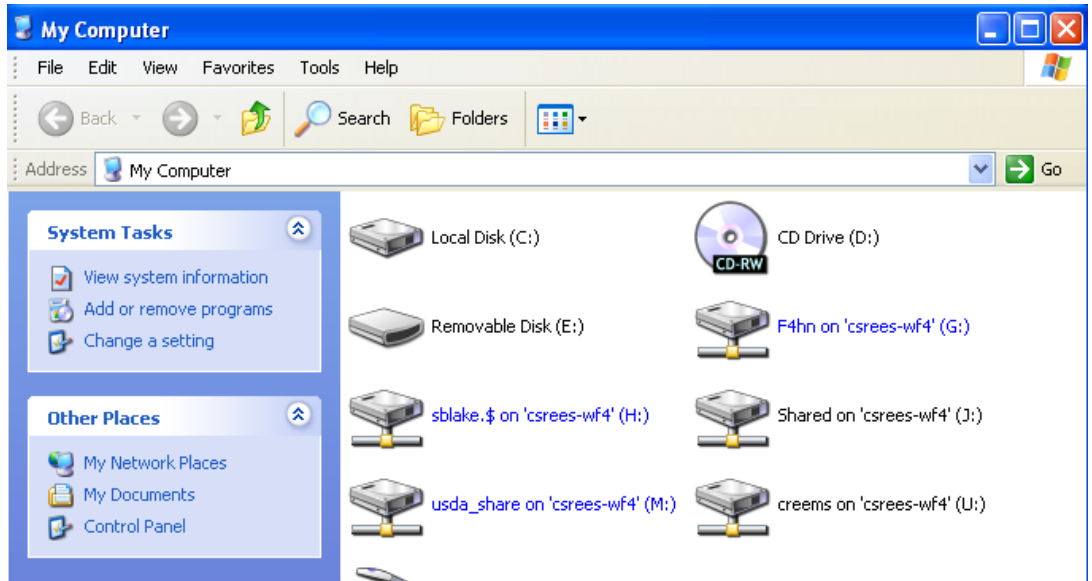 My Computer
File Edit View Favorites Tools Help
Back Search Folders
Address My Computer Go
System Tasks
View system information
Add or remove programs
Change a setting
Other Places
My Network Places
My Documents
Control Panel
Local Disk (C:)
CD-RW
CD Drive (D:)
Removable Disk (E:)
F4hn on 'csrees-wf4' (G:)
sblake.$ on 'csrees-wf4' (H:)
Shared on 'csrees-wf4' (J:)
usda_share on 'csrees-wf4' (M:)
creems on 'csrees-wf4' (U:)